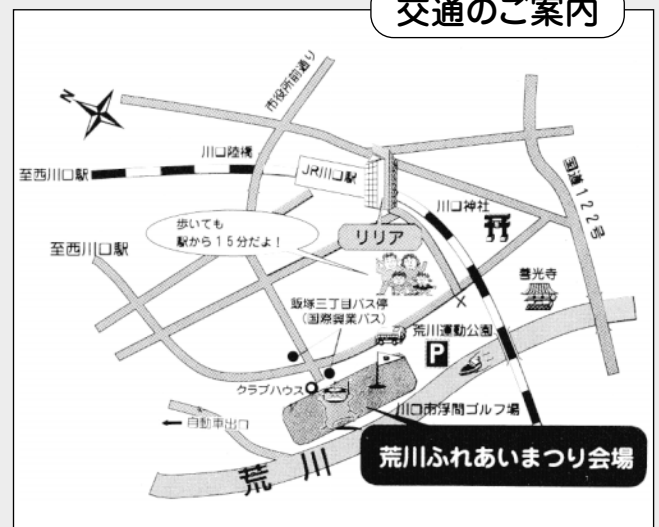 交通のご案内
N
市役所前通り
川口陸橋
至西川口駅
JR川口駅
国道122号
川口神社
歩いても
駅から15分だよ!
リリア
至西川口駅
善光寺
飯塚三丁目バス停
(国際興業バス)
荒川運動公園
P
クラブハウス
川口市浮間ゴルフ場
← 自動車出口
荒川ふれあいまつり会場
荒川